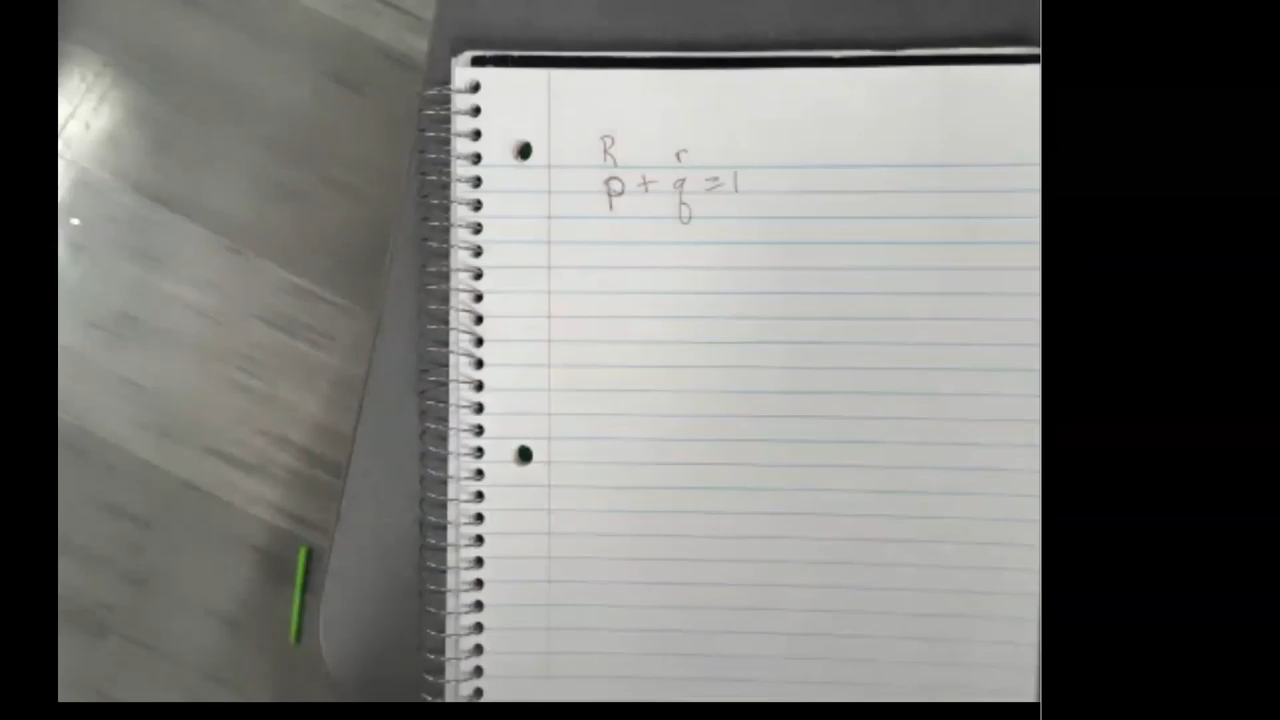 R r
p + q = 1